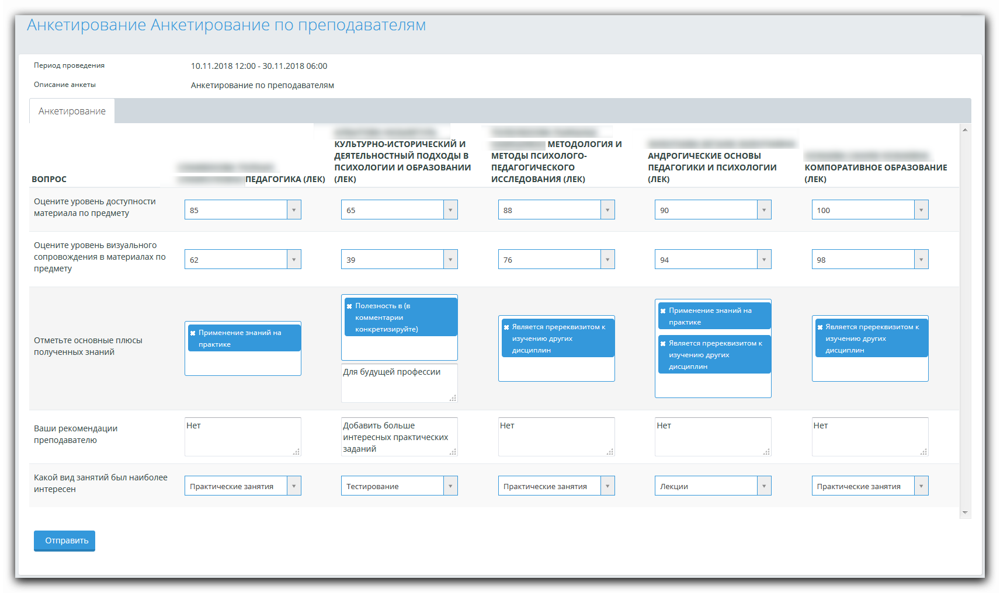 Анкетирование Анкетирование по преподавателям
Период проведения
10.11.2018 12:00 - 30.11.2018 06:00
Описание анкеты
Анкетирование по преподавателям
Анкетирование
ВОПРОС
ПЕДАГОГИКА (ЛЕК)
КУЛЬТУРНО-ИСТОРИЧЕСКИЙ И
ДЕЯТЕЛЬНОСТНЫЙ ПОДХОДЫ В
ПСИХОЛОГИИ И ОБРАЗОВАНИИ
(ЛЕК)
МЕТОДОЛОГИЯ И
МЕТОДЫ ПСИХОЛОГО-
ПЕДАГОГИЧЕСКОГО
ИССЛЕДОВАНИЯ (ЛЕК)
АНДРОГИЧЕСКИЕ ОСНОВЫ
ПЕДАГОГИКИ И ПСИХОЛОГИИ
(ЛЕК)
КОМПОРАТИВНОЕ ОБРАЗОВАНИЕ
(ЛЕК)
Оцените уровень доступности
материала по предмету
85
65
88
90
100
Оцените уровень визуального
сопровождения в материалах по
предмету
62
39
76
94
98
Отметьте основные плюсы
полученных знаний
Применение знаний на
практике
Полезность в (в
комментарии
конкретизируйте)
Для будущей профессии
Является пререквизитом к
изучению других
дисциплин
Применение знаний на
практике
Является пререквизитом к
изучению других
дисциплин
Является пререквизитом к
изучению других
дисциплин
Ваши рекомендации
преподавателю
Нет
Добавить больше
интересных практических
заданий
Нет
Нет
Нет
Какой вид занятий был наиболее
интересен
Практические занятия
Тестирование
Практические занятия
Лекции
Практические занятия
Отправить